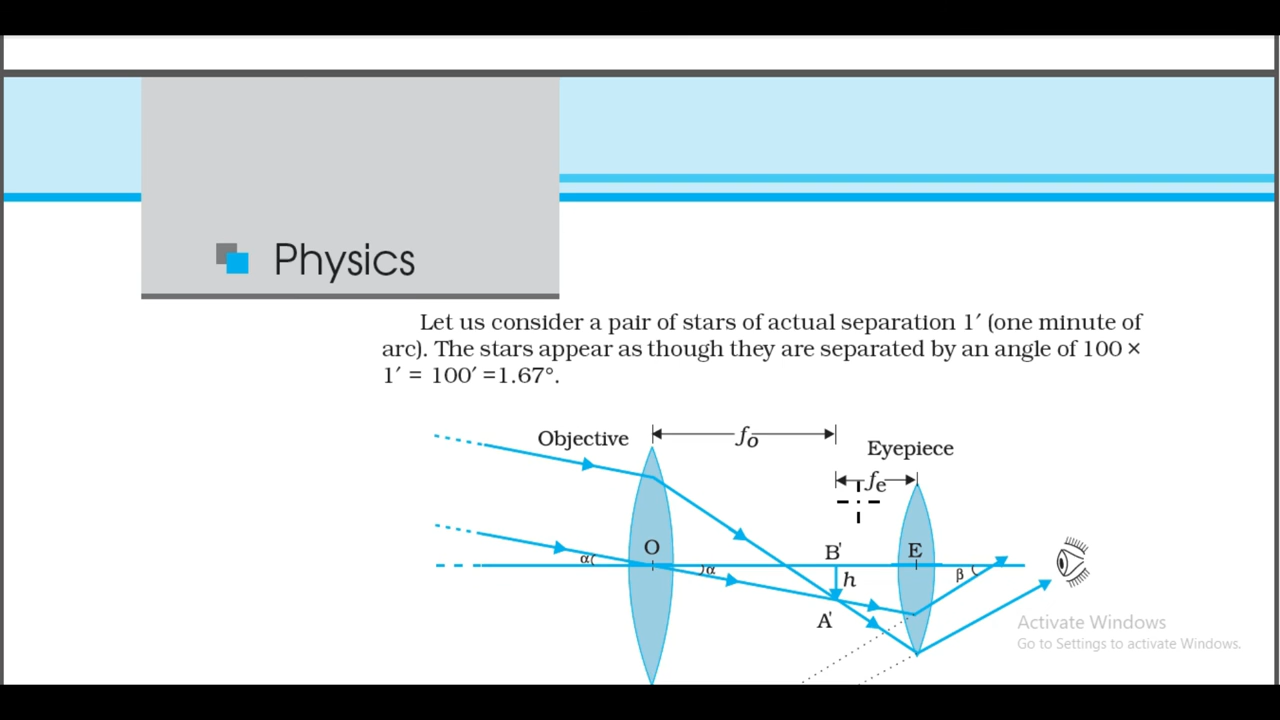 Physics
Let us consider a pair of stars of actual separation 1′ (one minute of
arc). The stars appear as though they are separated by an angle of 100 ×
1′ = 100′ =1.67°.
Objective
fo
Eyepiece
fe
O
B'
E
α
α
h
β
A'
Activate Windows
Go to Settings to activate Windows.